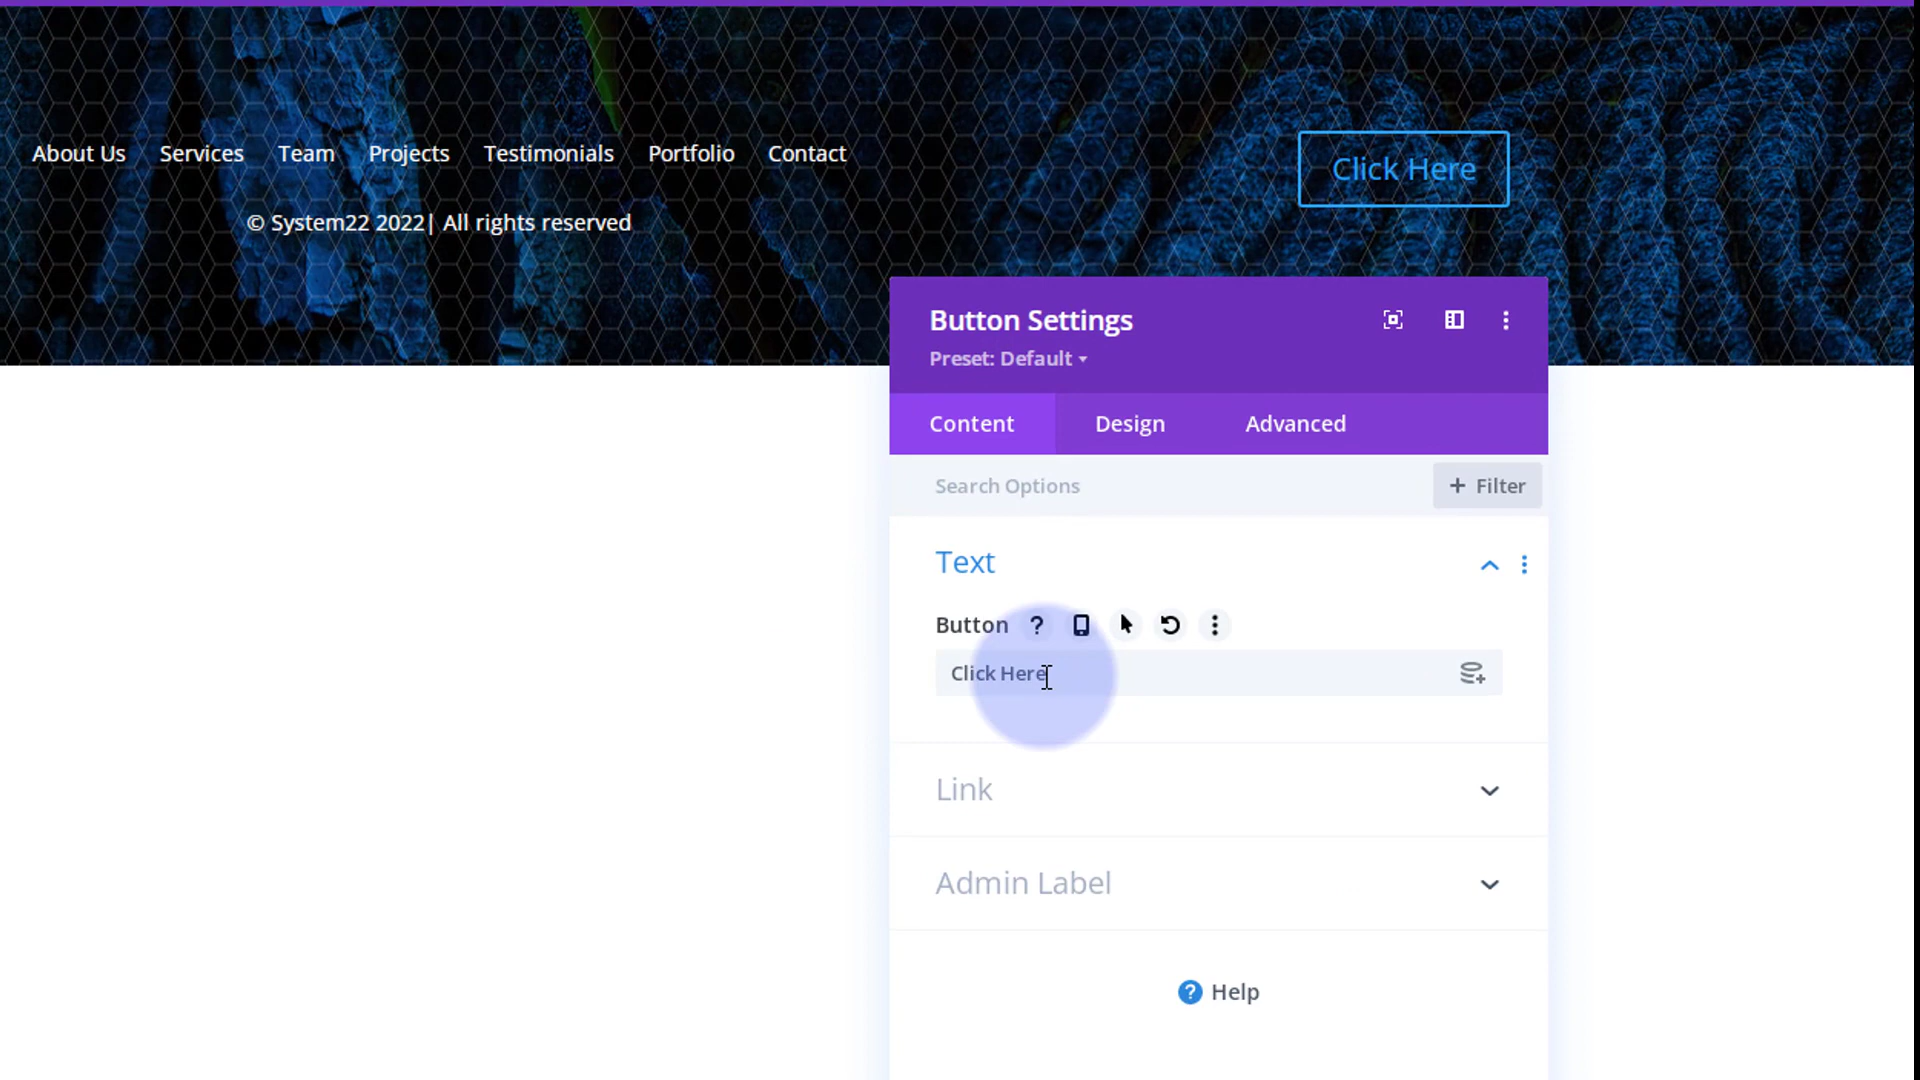 About Us Services Team Projects Testimonials Portfolio Contact
Click Here
© System22 2022| All rights reserved
Button Settings
Preset: Default
Content Design Advanced
Search Options
+ Filter
Text
Button ?
Click Here
Link
Admin Label
? Help